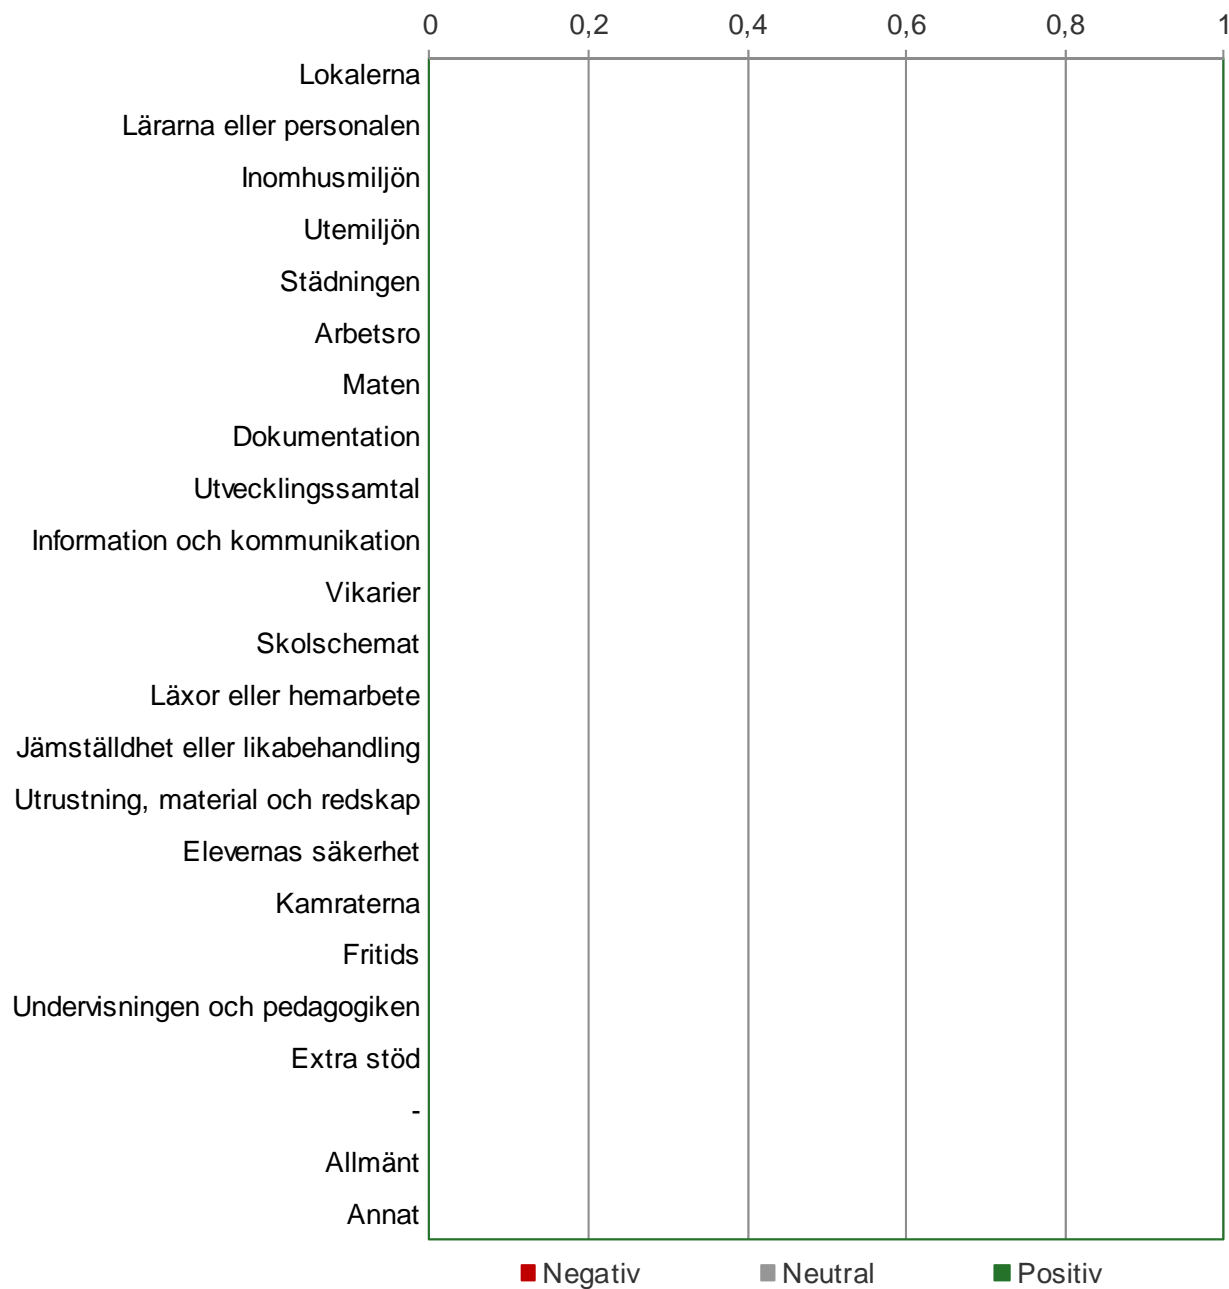 0 0,2 0,4 0,6 0,8 1
Lokalerna
Lärarna eller personalen
Inomhusmiljön
Utemiljön
Städningen
Arbetsro
Maten
Dokumentation
Utvecklingssamtal
Information och kommunikation
Vikarier
Skolschemat
Läxor eller hemarbete
Jämställdhet eller likabehandling
Utrustning, material och redskap
Elevernas säkerhet
Kamraterna
Fritids
Undervisningen och pedagogiken
Extra stöd
-
Allmänt
Annat
Negativ Neutral Positiv